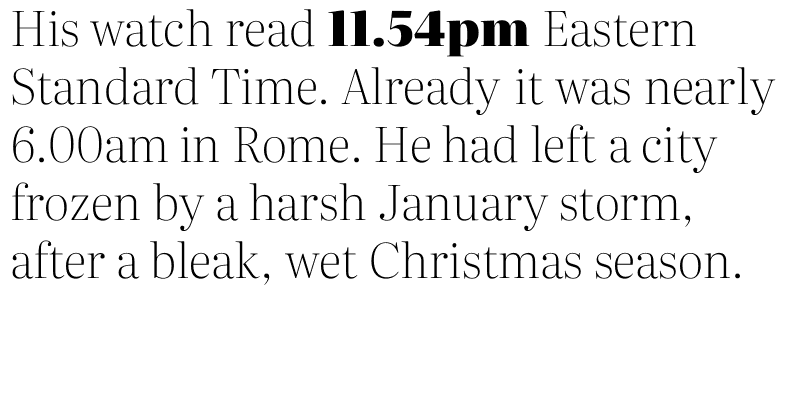 His watch read 11.54pm Eastern
Standard Time. Already it was nearly
6.00am in Rome. He had left a city
frozen by a harsh January storm,
after a bleak, wet Christmas season.